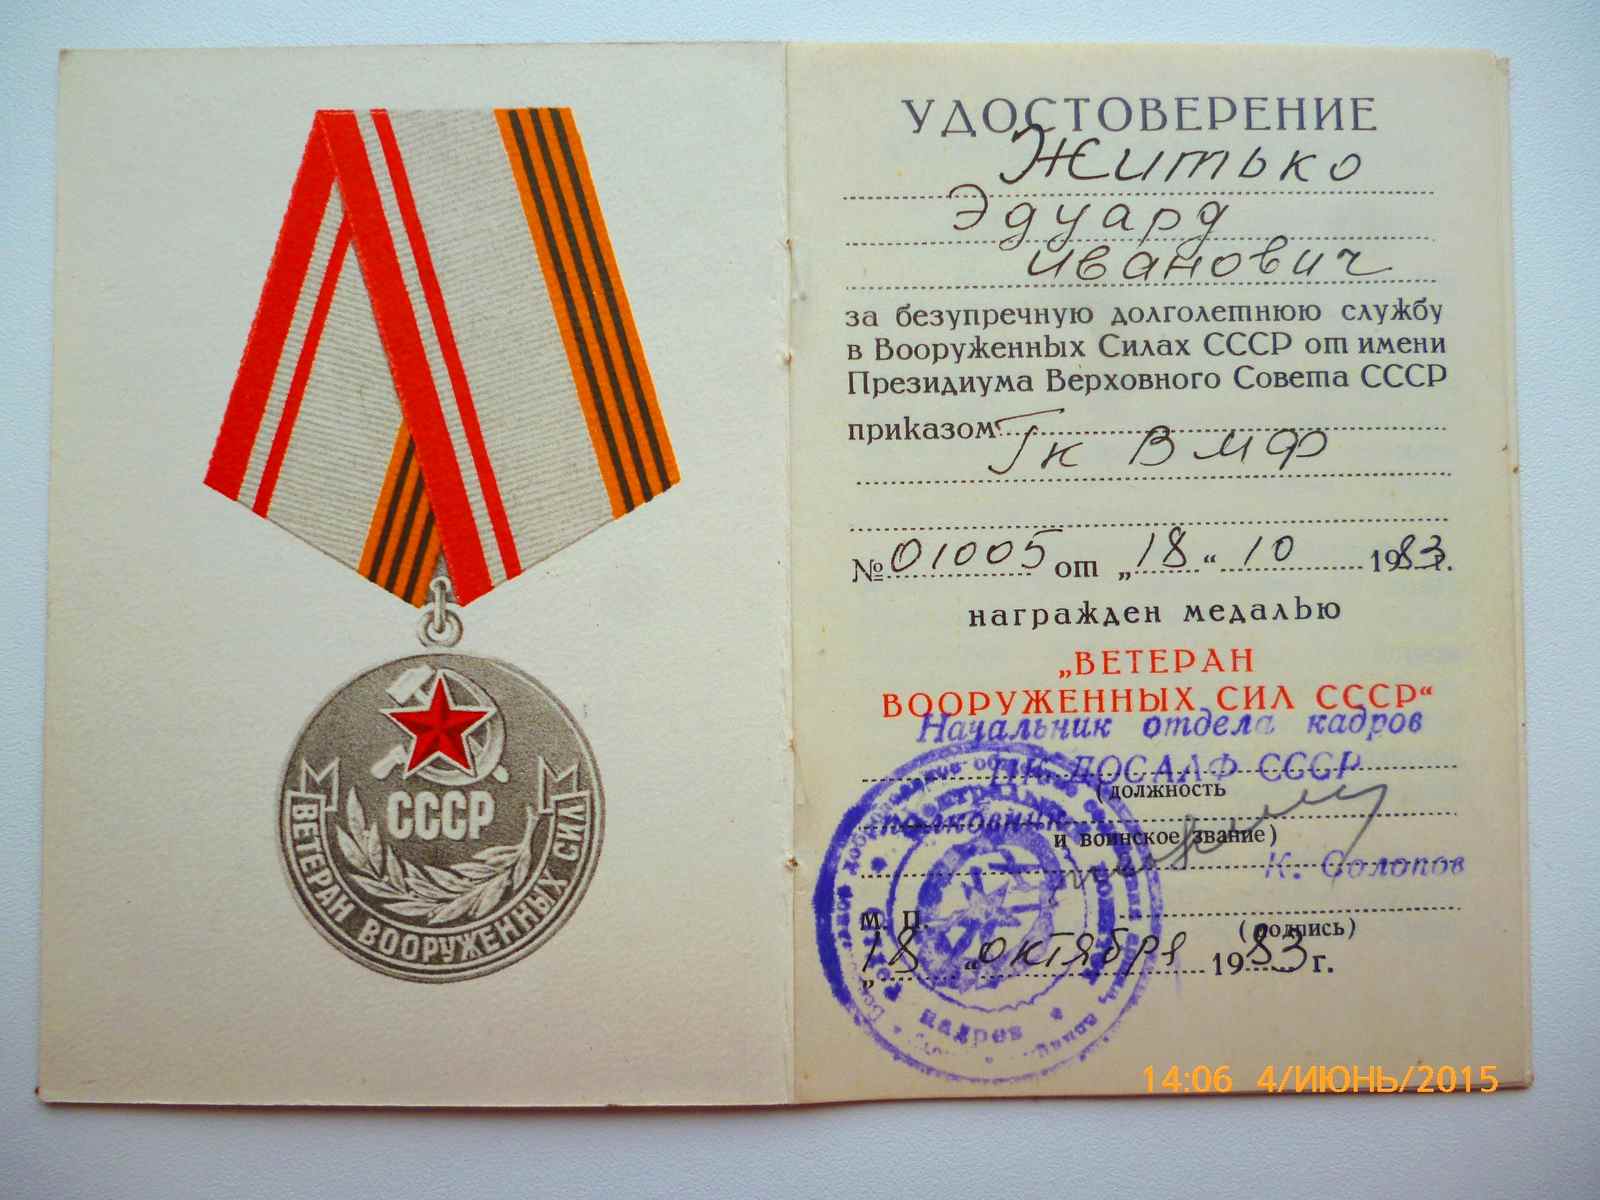 СССР
ВЕТЕРАН ВООРУЖЕННЫХ СИЛ
УДОСТОВЕРЕНИЕ
Житько
Эдуард
Иванович
за безупречную долголетнюю службу
в Вооруженных Силах СССР от имени
Президиума Верховного Совета СССР
приказом
Гк ВМФ
№ 01005 от „18“ 10 1983 г.
награжден медалью
„ВЕТЕРАН
ВООРУЖЕННЫХ СИЛ СССР“
Начальник отдела кадров
ДОСААФ СССР
(должность
полковник
и воинское звание)
К. Солопов
М. П.
(подпись)
„18“ октября 1983 г.
кадров
14:06 4/ИЮНЬ/2015